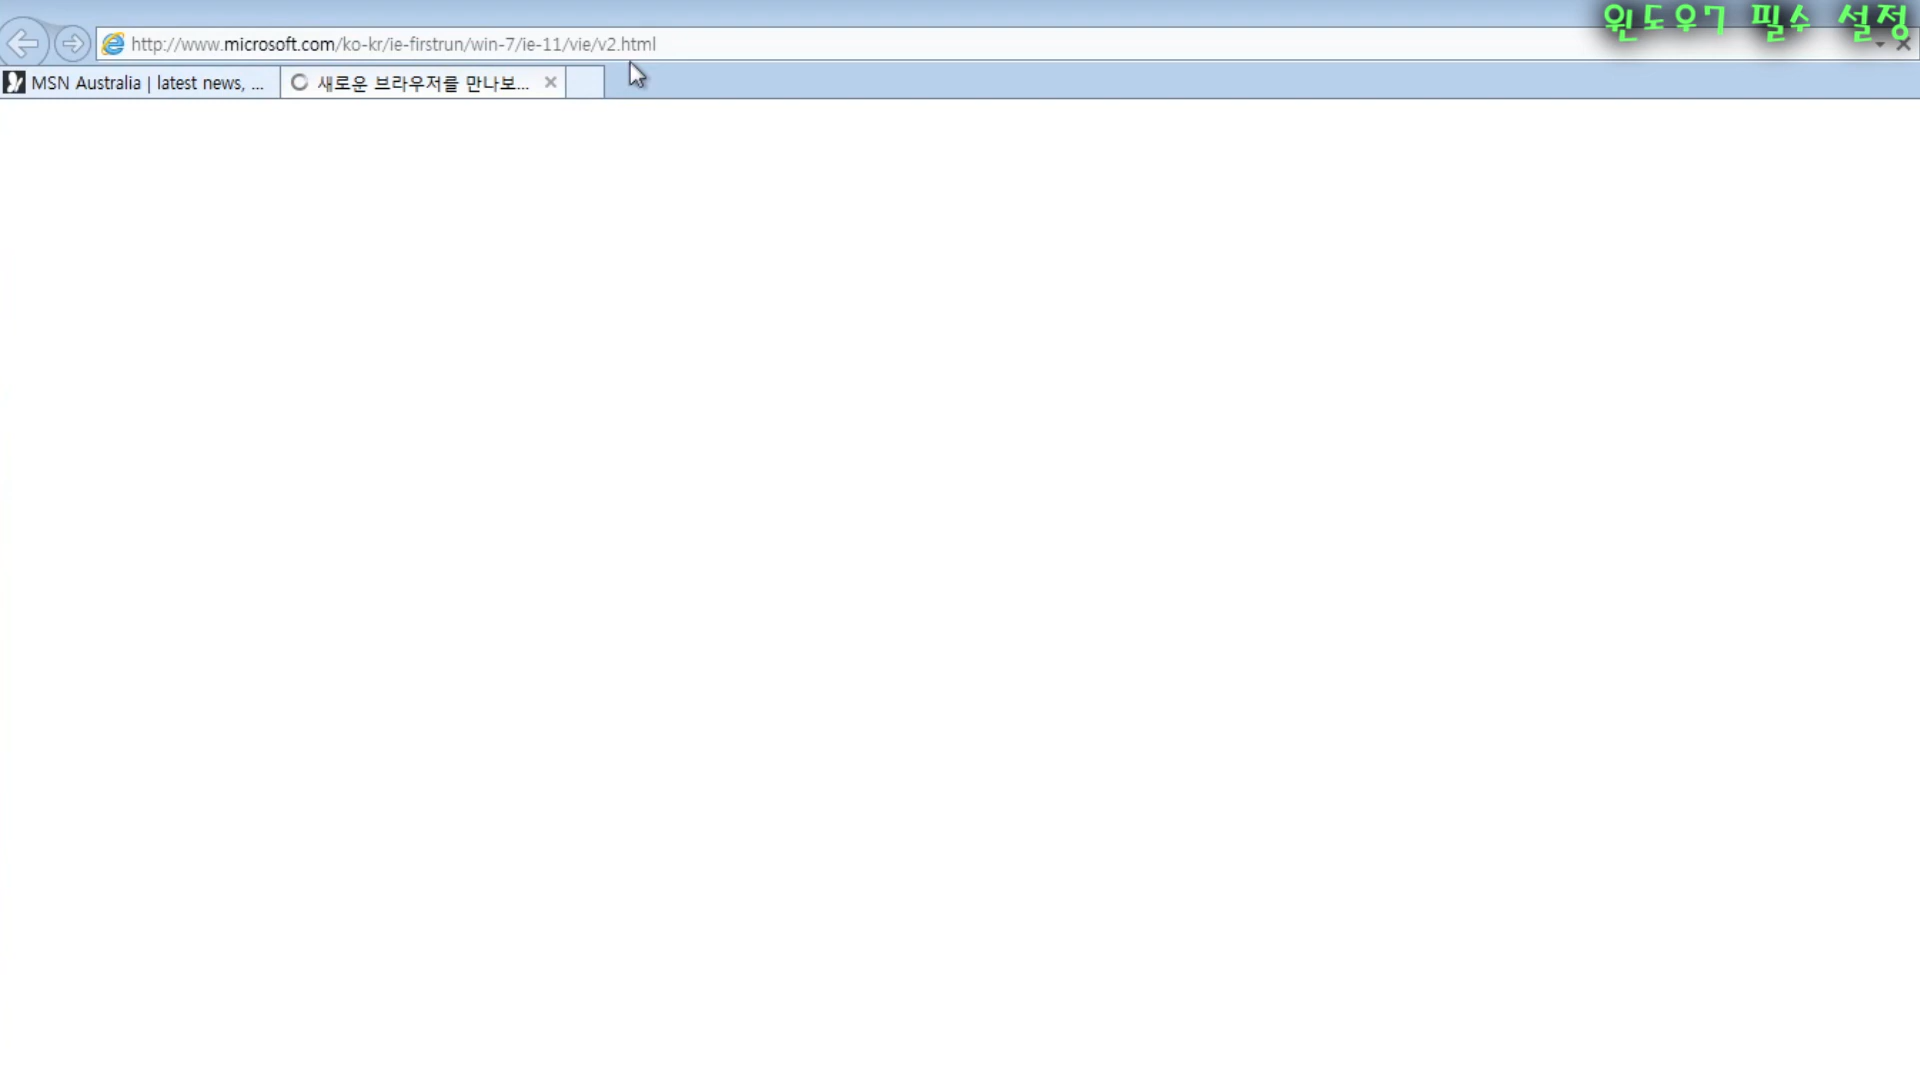 윈도우7 필수 설정
http://www.microsoft.com/ko-kr/ie-firstrun/win-7/ie-11/vie/v2.html
MSN Australia | latest news, ...
새로운 브라우저를 만나보...